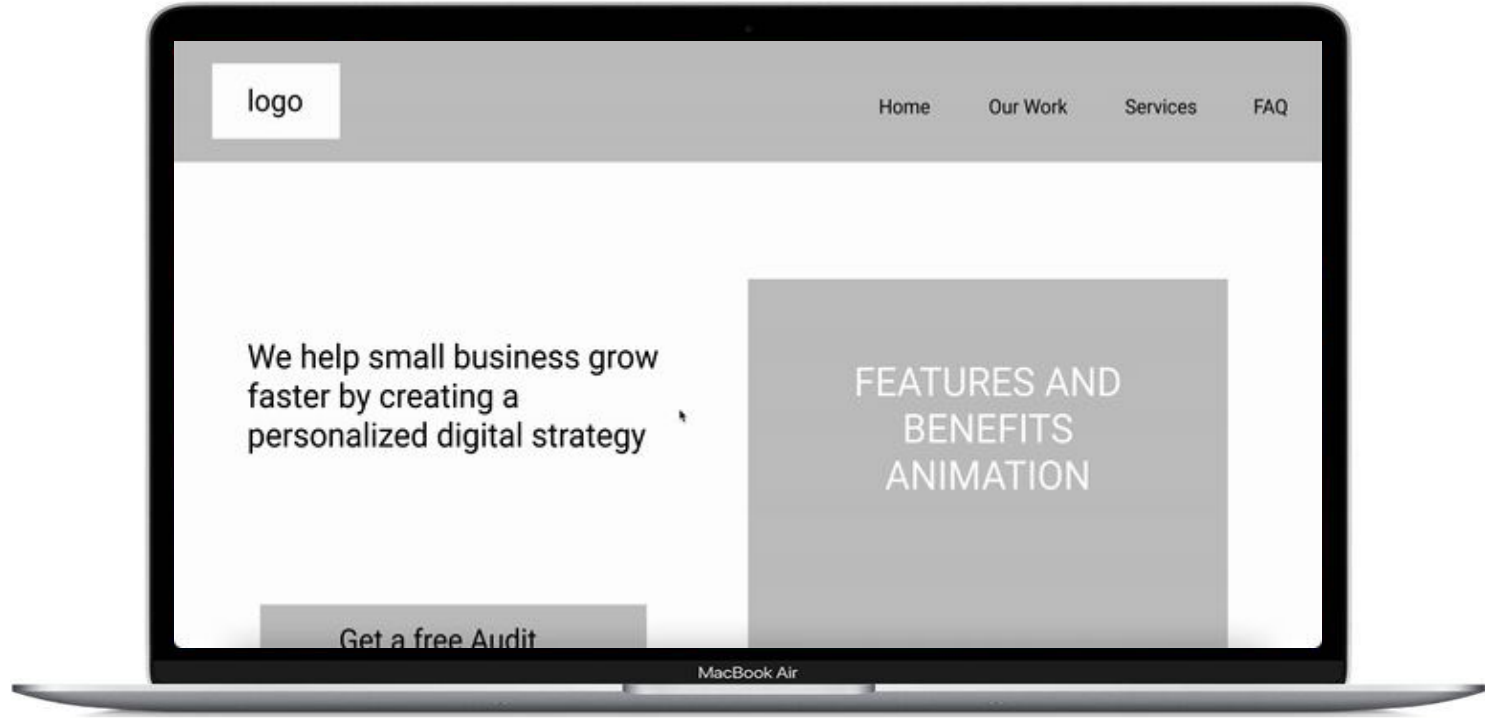 logo
Home Our Work Services FAQ
We help small business grow
faster by creating a
personalized digital strategy
FEATURES AND
BENEFITS
ANIMATION
Get a free Audit
MacBook Air